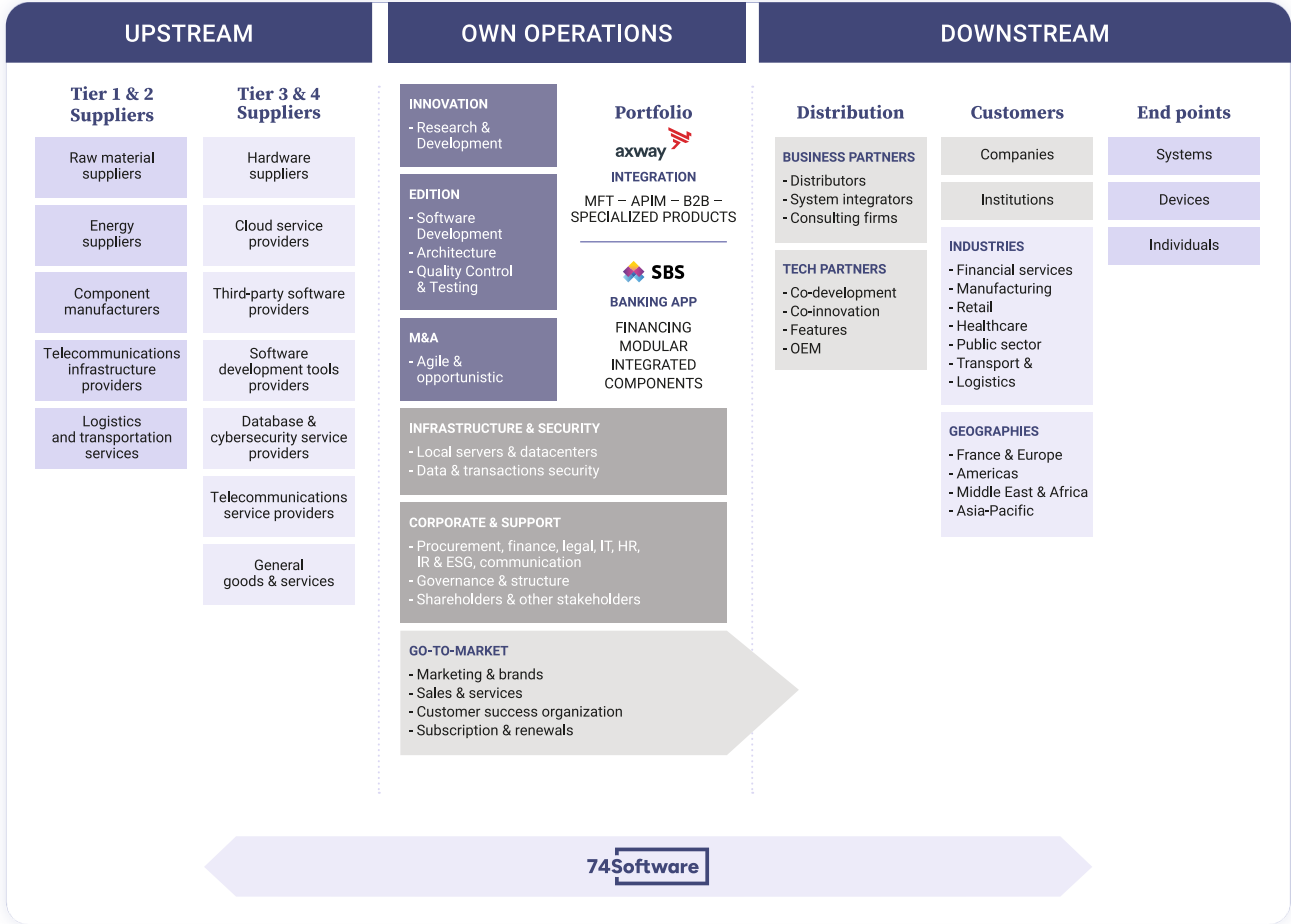 UPSTREAM
Tier 1 & 2
Suppliers
Raw material
suppliers
Energy
suppliers
Component
manufacturers
Telecommunications
infrastructure
providers
Logistics
and transportation
services
Tier 3 & 4
Suppliers
Hardware
suppliers
Cloud service
providers
Third-party software
providers
Software
development tools
providers
Database &
cybersecurity service
providers
Telecommunications
service providers
General
goods & services
OWN OPERATIONS
INNOVATION
- Research &
Development
EDITION
- Software
Development
- Architecture
- Quality Control
& Testing
M&A
- Agile &
opportunistic
Portfolio
axway
INTEGRATION
MFT – APIM – B2B –
SPECIALIZED PRODUCTS
SBS
BANKING APP
FINANCING
MODULAR
INTEGRATED
COMPONENTS
INFRASTRUCTURE & SECURITY
- Local servers & datacenters
- Data & transactions security
CORPORATE & SUPPORT
- Procurement, finance, legal, IT, HR,
IR & ESG, communication
- Governance & structure
- Shareholders & other stakeholders
GO-TO-MARKET
- Marketing & brands
- Sales & services
- Customer success organization
- Subscription & renewals
DOWNSTREAM
Distribution
BUSINESS PARTNERS
- Distributors
- System integrators
- Consulting firms
TECH PARTNERS
- Co-development
- Co-innovation
- Features
- OEM
Customers
Companies
Institutions
INDUSTRIES
- Financial services
- Manufacturing
- Retail
- Healthcare
- Public sector
- Transport &
- Logistics
GEOGRAPHIES
- France & Europe
- Americas
- Middle East & Africa
- Asia-Pacific
End points
Systems
Devices
Individuals
74Software